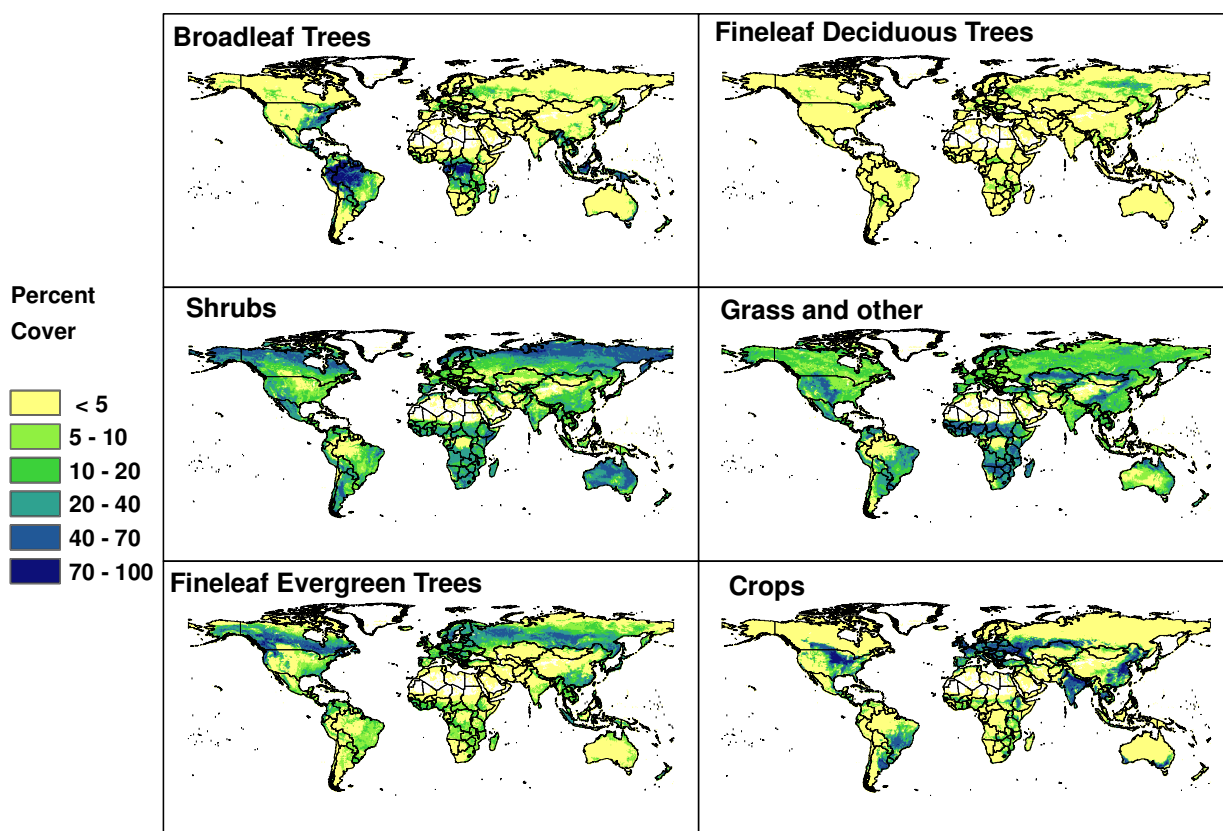 Broadleaf Trees
Fineleaf Deciduous Trees
Shrubs
Grass and other
Fineleaf Evergreen Trees
Crops
Percent
Cover
< 5
5 - 10
10 - 20
20 - 40
40 - 70
70 - 100